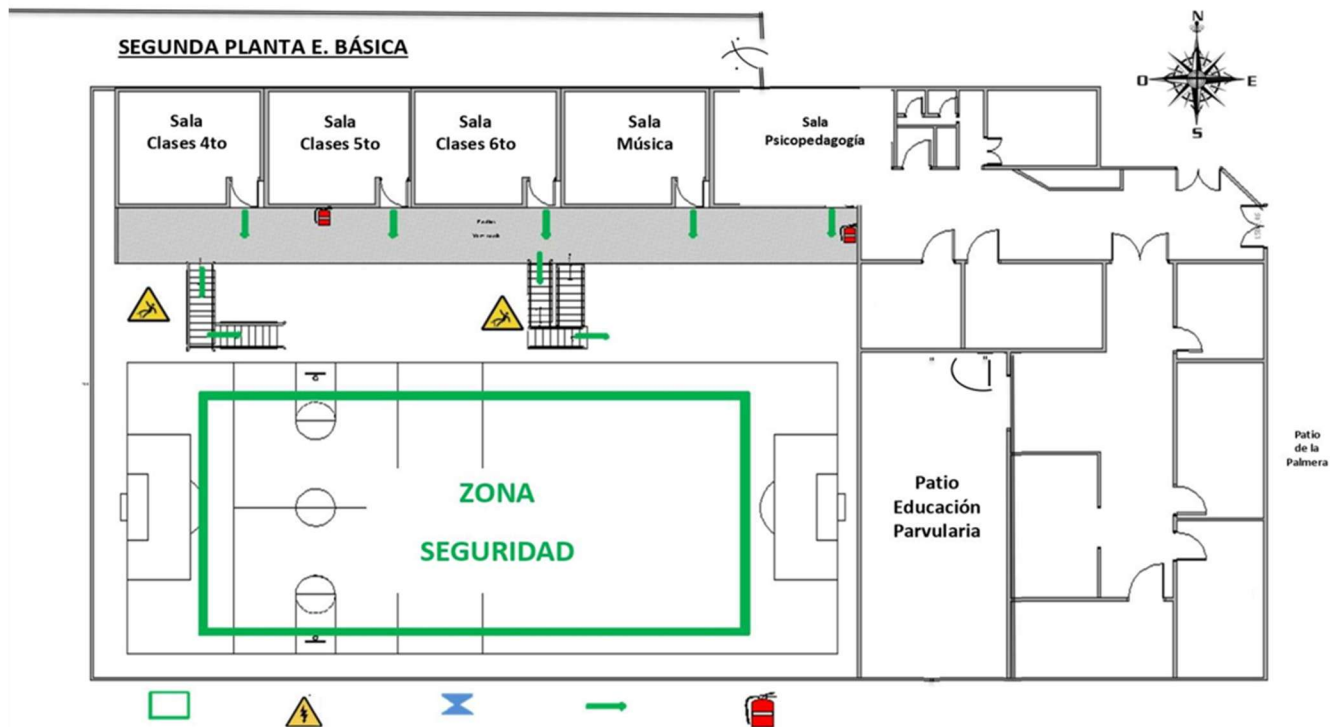 SEGUNDA PLANTA E. BÁSICA
N
O
E
S
Sala
Clases 4to
Sala
Clases 5to
Sala
Clases 6to
Sala
Música
Sala
Psicopedagogía
ZONA
SEGURIDAD
Patio
Educación
Parvularia
Patio
de la
Palmera